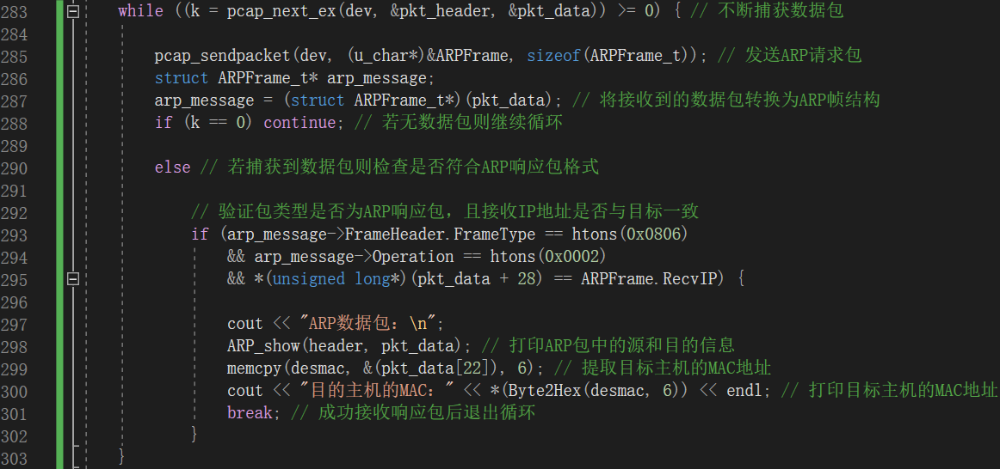 283 while ((k = pcap_next_ex(dev, &pkt_header, &pkt_data)) >= 0) { // 不断捕获数据包
284
285 pcap_sendpacket(dev, (u_char*)&ARPFrame, sizeof(ARPFrame_t)); // 发送ARP请求包
286 struct ARPFrame_t* arp_message;
287 arp_message = (struct ARPFrame_t*)(pkt_data); // 将接收到的数据包转换为ARP帧结构
288 if (k == 0) continue; // 若无数据包则继续循环
289
290 else // 若捕获到数据包则检查是否符合ARP响应包格式
291
292 // 验证包类型是否为ARP响应包，且接收IP地址是否与目标一致
293 if (arp_message->FrameHeader.FrameType == htons(0x0806)
294 && arp_message->Operation == htons(0x0002)
295 && *(unsigned long*)(pkt_data + 28) == ARPFrame.RecvIP) {
296
297 cout << "ARP数据包：\n";
298 ARP_show(header, pkt_data); // 打印ARP包中的源和目的信息
299 memcpy(desmac, &(pkt_data[22]), 6); // 提取目标主机的MAC地址
300 cout << "目的主机的MAC：" << *(Byte2Hex(desmac, 6)) << endl; // 打印目标主机的MAC地址
301 break; // 成功接收响应包后退出循环
302 }
303 }